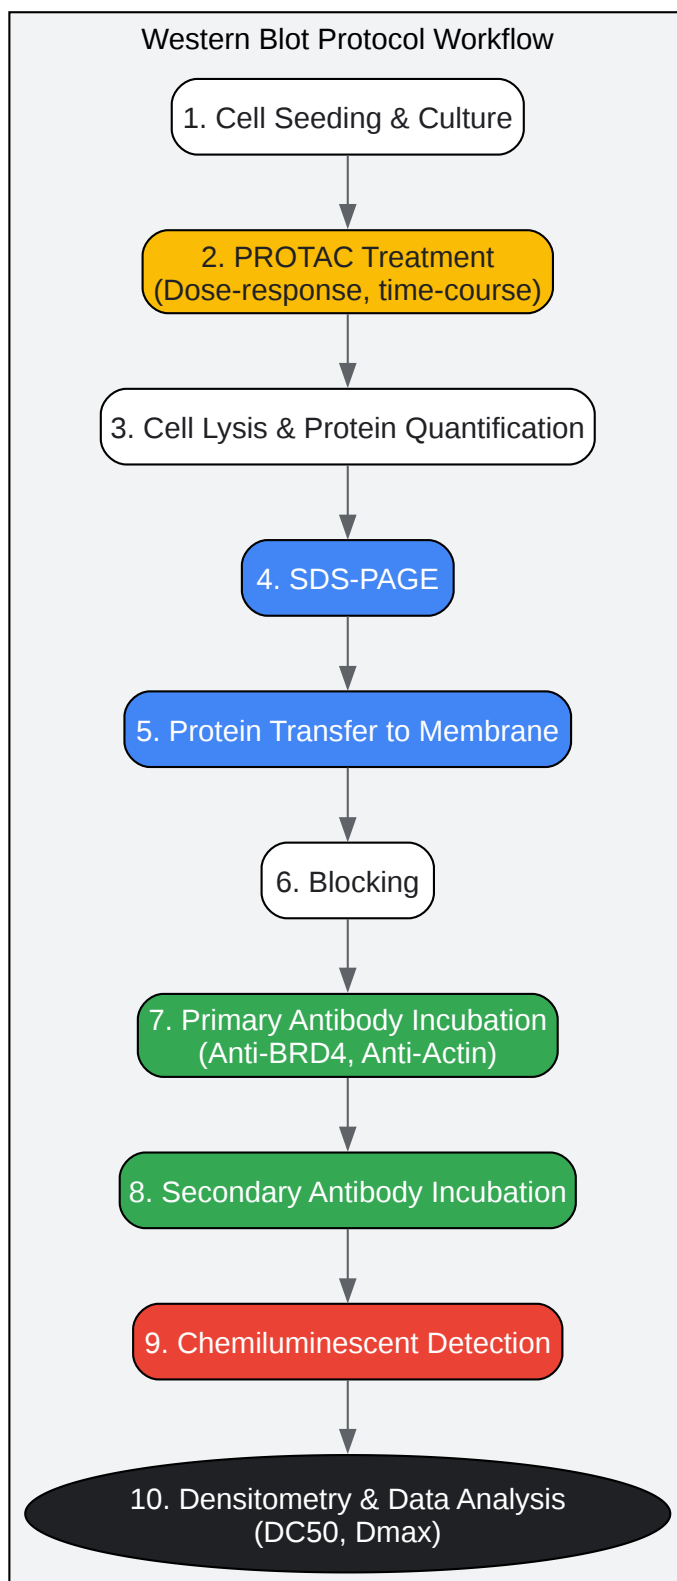 Western Blot Protocol Workflow
1. Cell Seeding & Culture
2. PROTAC Treatment
(Dose-response, time-course)
3. Cell Lysis & Protein Quantification
4. SDS-PAGE
5. Protein Transfer to Membrane
6. Blocking
7. Primary Antibody Incubation
(Anti-BRD4, Anti-Actin)
8. Secondary Antibody Incubation
9. Chemiluminescent Detection
10. Densitometry & Data Analysis
(DC50, Dmax)